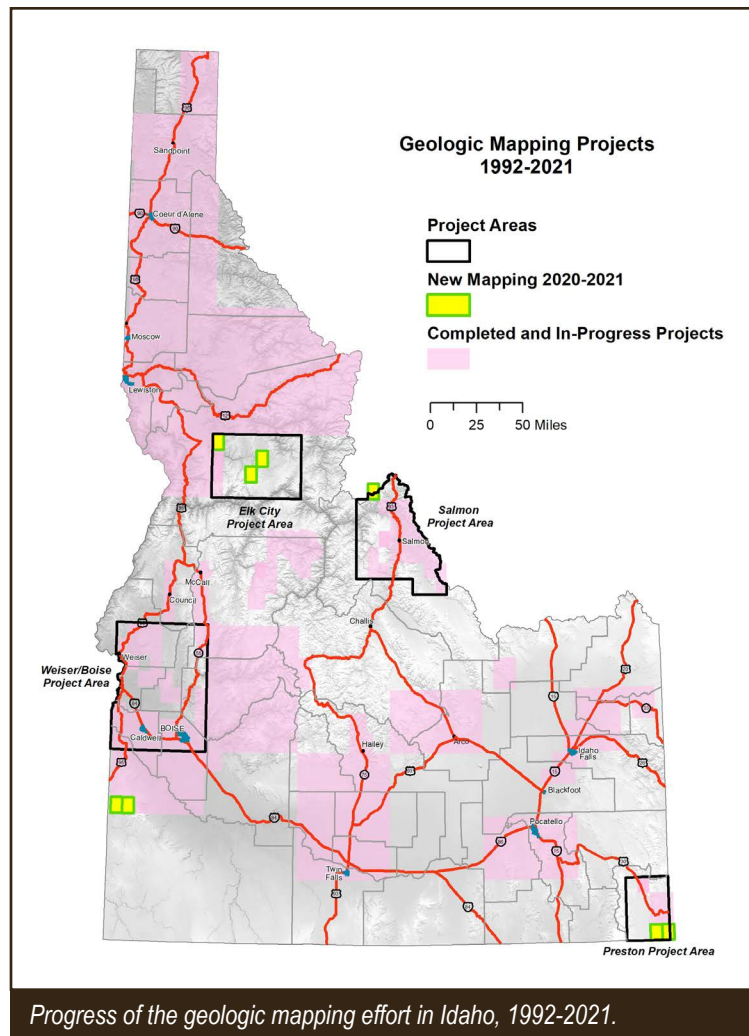 Geologic Mapping Projects
1992-2021
Project Areas
New Mapping 2020-2021
Completed and In-Progress Projects
0 25 50 Miles
Sandpoint
Coeur d'Alene
Moscow
Lewiston
Elk City
Project Area
Salmon
Project Area
Salmon
McCall
Council
Challis
Weiser
Weiser/Boise
Project Area
Caldwell
BOISE
Hailey
Arco
Idaho
Falls
Blackfoot
Pocatello
Twin
Falls
Preston Project Area
Progress of the geologic mapping effort in Idaho, 1992-2021.